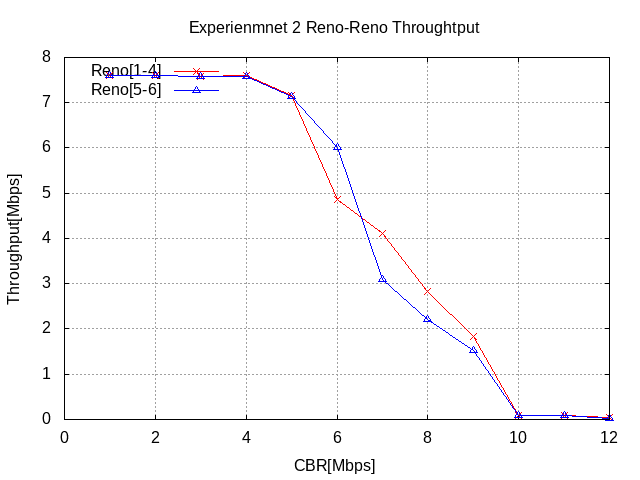 Experienmnet 2 Reno-Reno Throughtput
Reno[1-4]
Reno[5-6]
Throughput[Mbps]
8
7
6
5
4
3
2
1
0
0 2 4 6 8 10 12
CBR[Mbps]